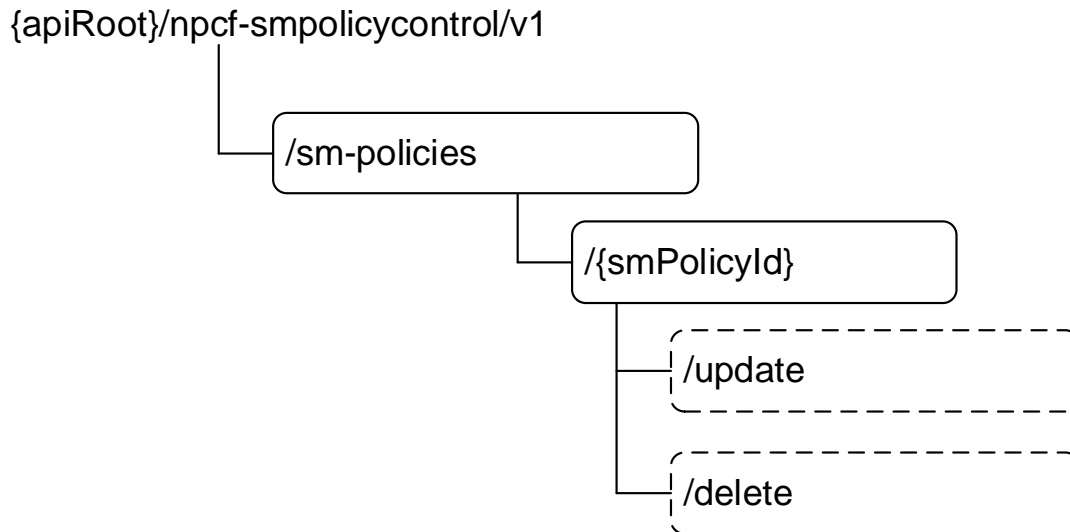 {apiRoot}/npcf-smpolicycontrol/v1
/sm-policies
/{smPolicyId}
/update
/delete